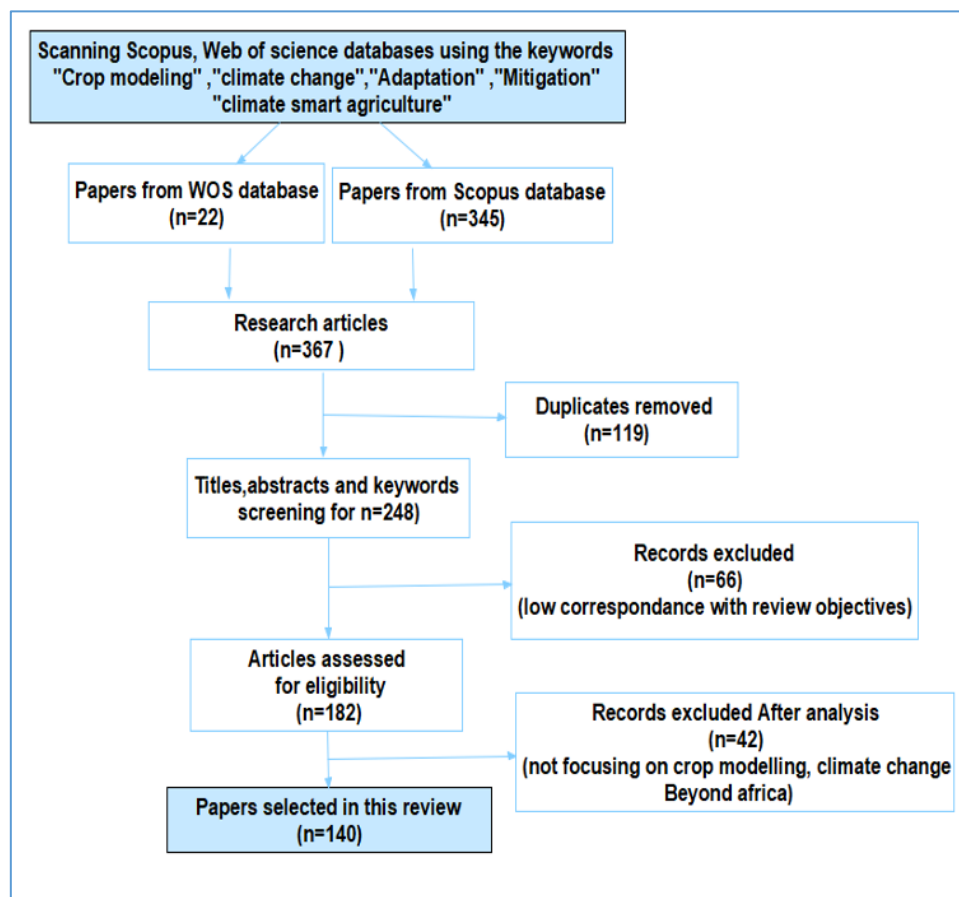 Scanning Scopus, Web of science databases using the keywords
"Crop modeling" ,"climate change","Adaptation" ,"Mitigation"
"climate smart agriculture"
Papers from WOS database
(n=22)
Papers from Scopus database
(n=345)
Research articles
(n=367 )
Duplicates removed
(n=119)
Titles,abstracts and keywords
screening for n=248)
Records excluded
(n=66)
(low correspondance with review objectives)
Articles assessed
for eligibility
(n=182)
Records excluded After analysis
(n=42)
(not focusing on crop modelling, climate change
Beyond africa)
Papers selected in this review
(n=140)